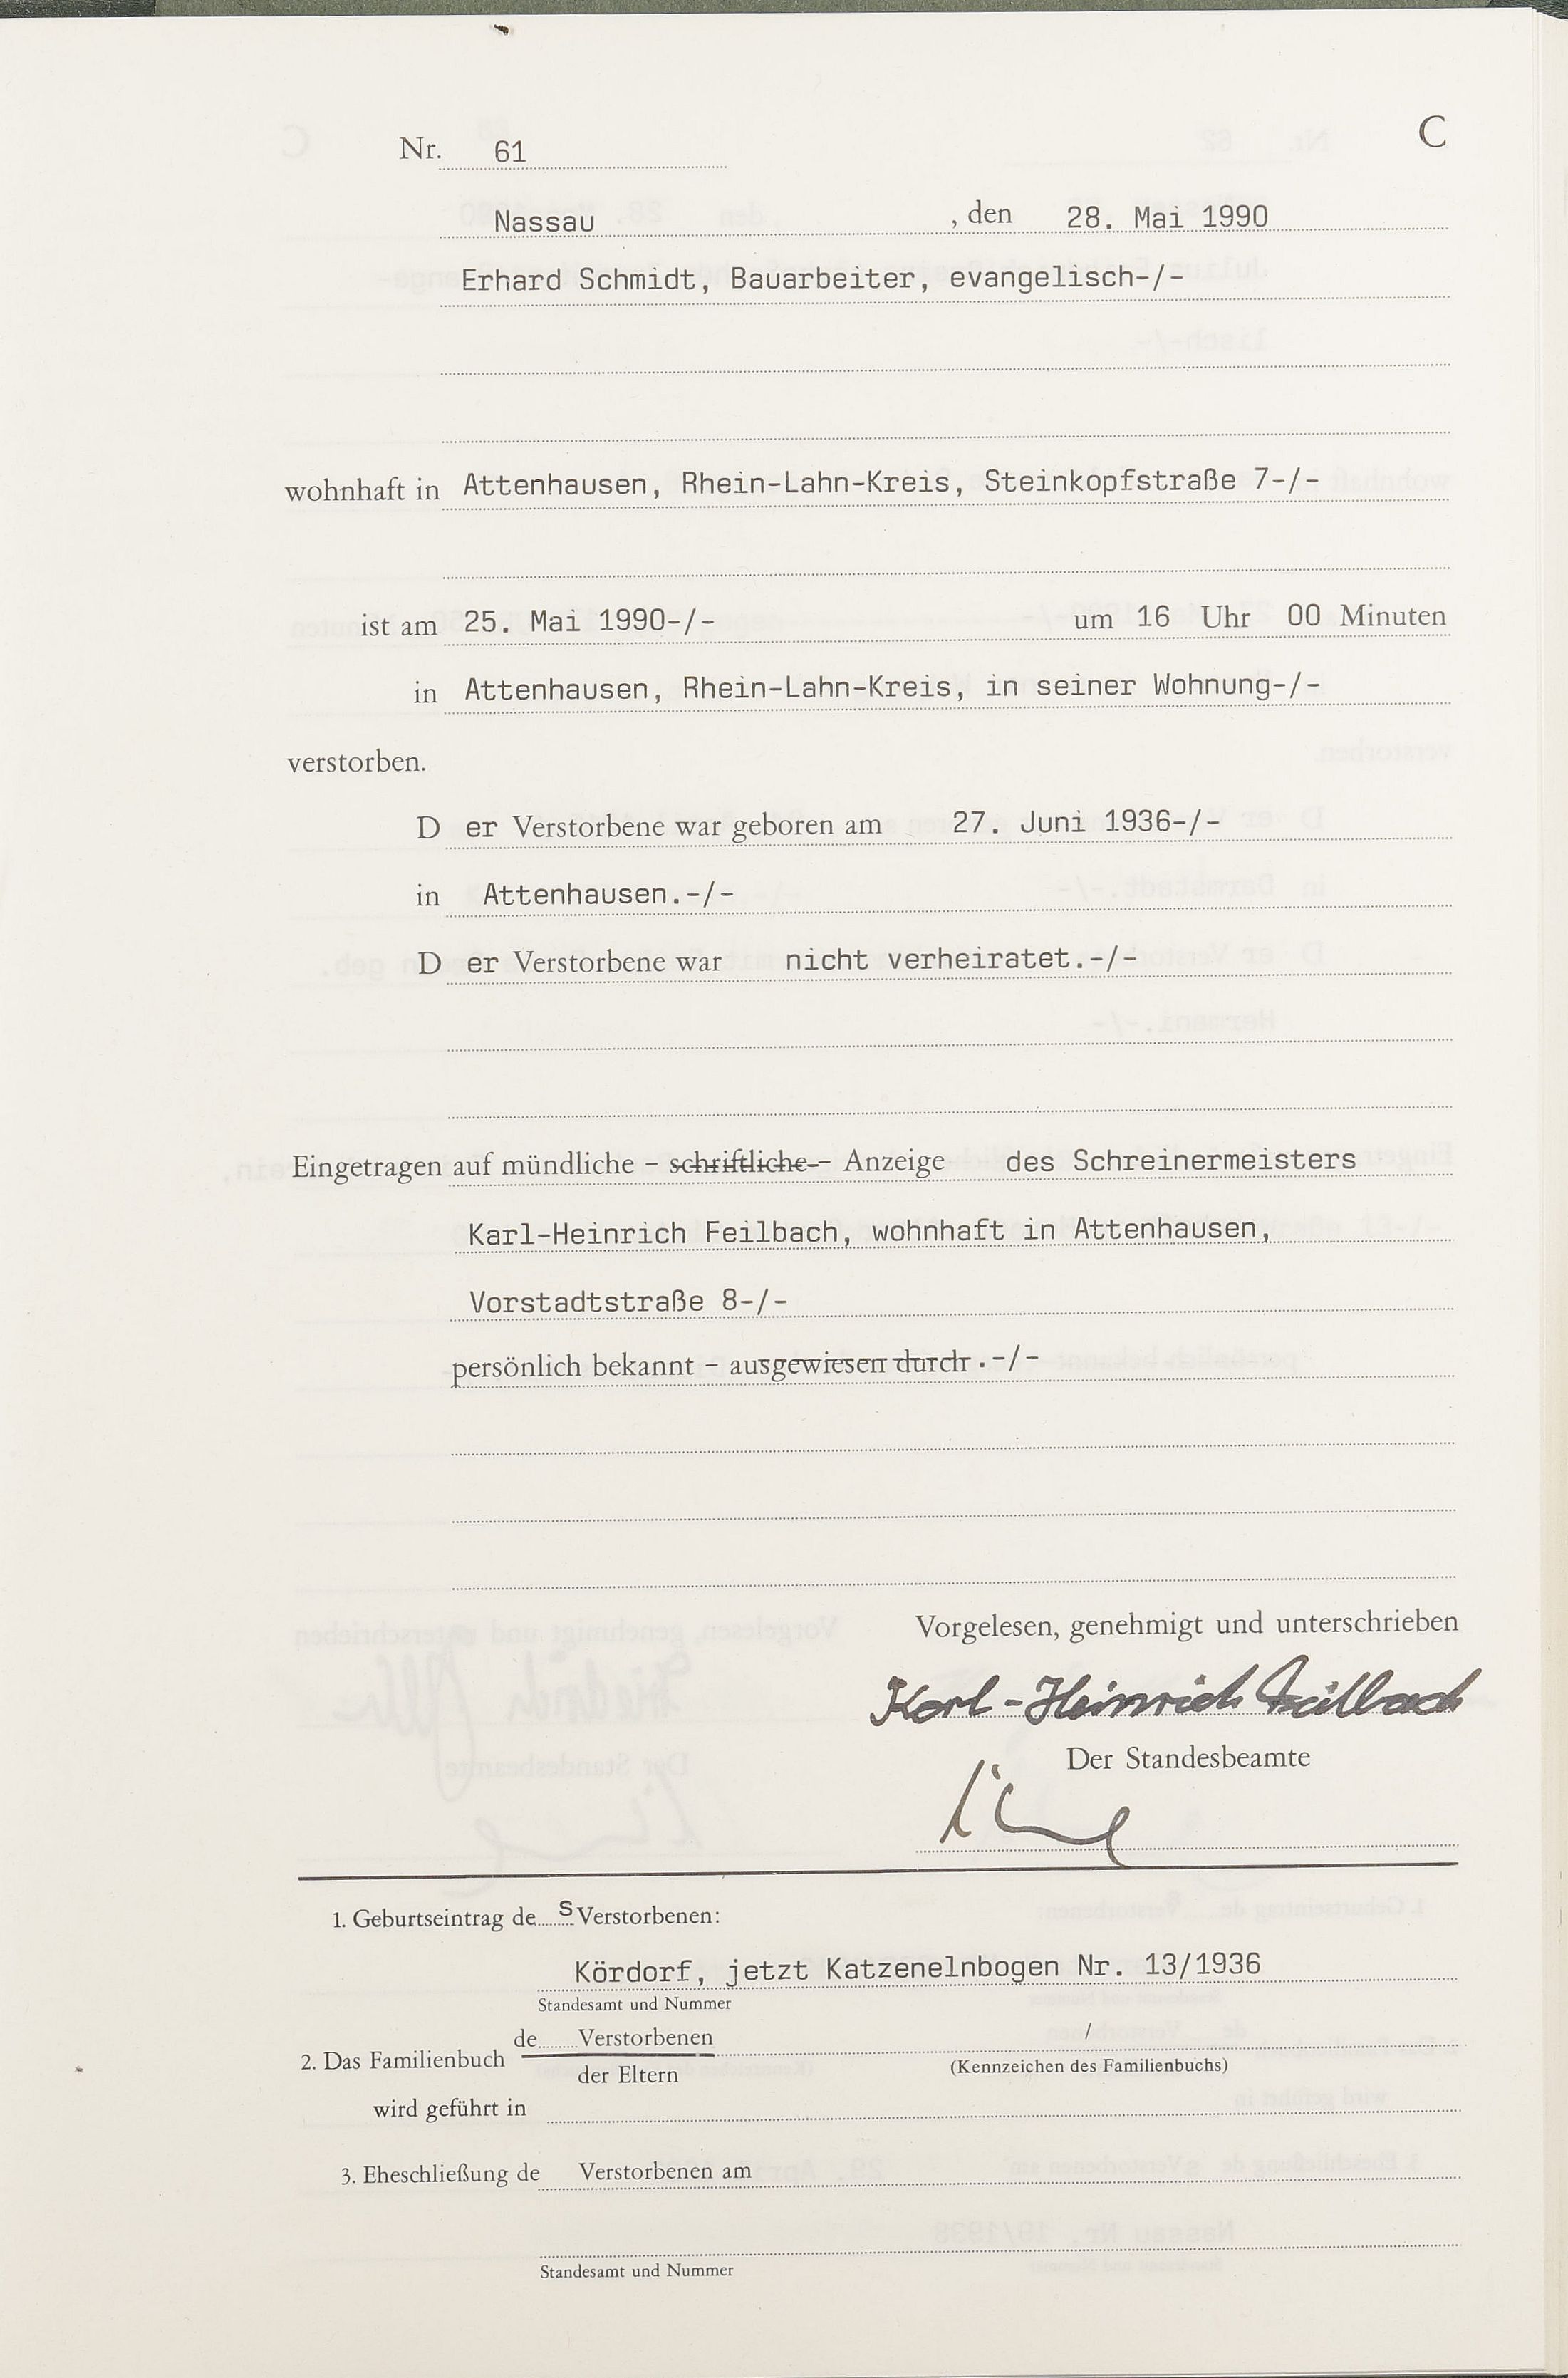 C
Nr. 61
Nassau, den 28. Mai 1990
Erhard Schmidt, Bauarbeiter, evangelisch-/-
wohnhaft in Attenhausen, Rhein-Lahn-Kreis, Steinkopfstraße 7-/-
ist am 25. Mai 1990-/- um 16 Uhr 00 Minuten
in Attenhausen, Rhein-Lahn-Kreis, in seiner Wohnung-/-
verstorben.
D er Verstorbene war geboren am 27. Juni 1936-/-
in Attenhausen.-/-
D er Verstorbene war nicht verheiratet.-/-
Eingetragen auf mündliche – schriftliche – Anzeige des Schreinermeisters
Karl-Heinrich Feilbach, wohnhaft in Attenhausen,
Vorstadtstraße 8-/-
persönlich bekannt – ausgewiesen durch .-/-
Vorgelesen, genehmigt und unterschrieben
Karl-Heinrich Feilbach
Der Standesbeamte
1. Geburtseintrag de s Verstorbenen:
Kördorf, jetzt Katzenelnbogen Nr. 13/1936
Standesamt und Nummer
de Verstorbenen /
2. Das Familienbuch
der Eltern (Kennzeichen des Familienbuchs)
wird geführt in
3. Eheschließung de Verstorbenen am
Standesamt und Nummer